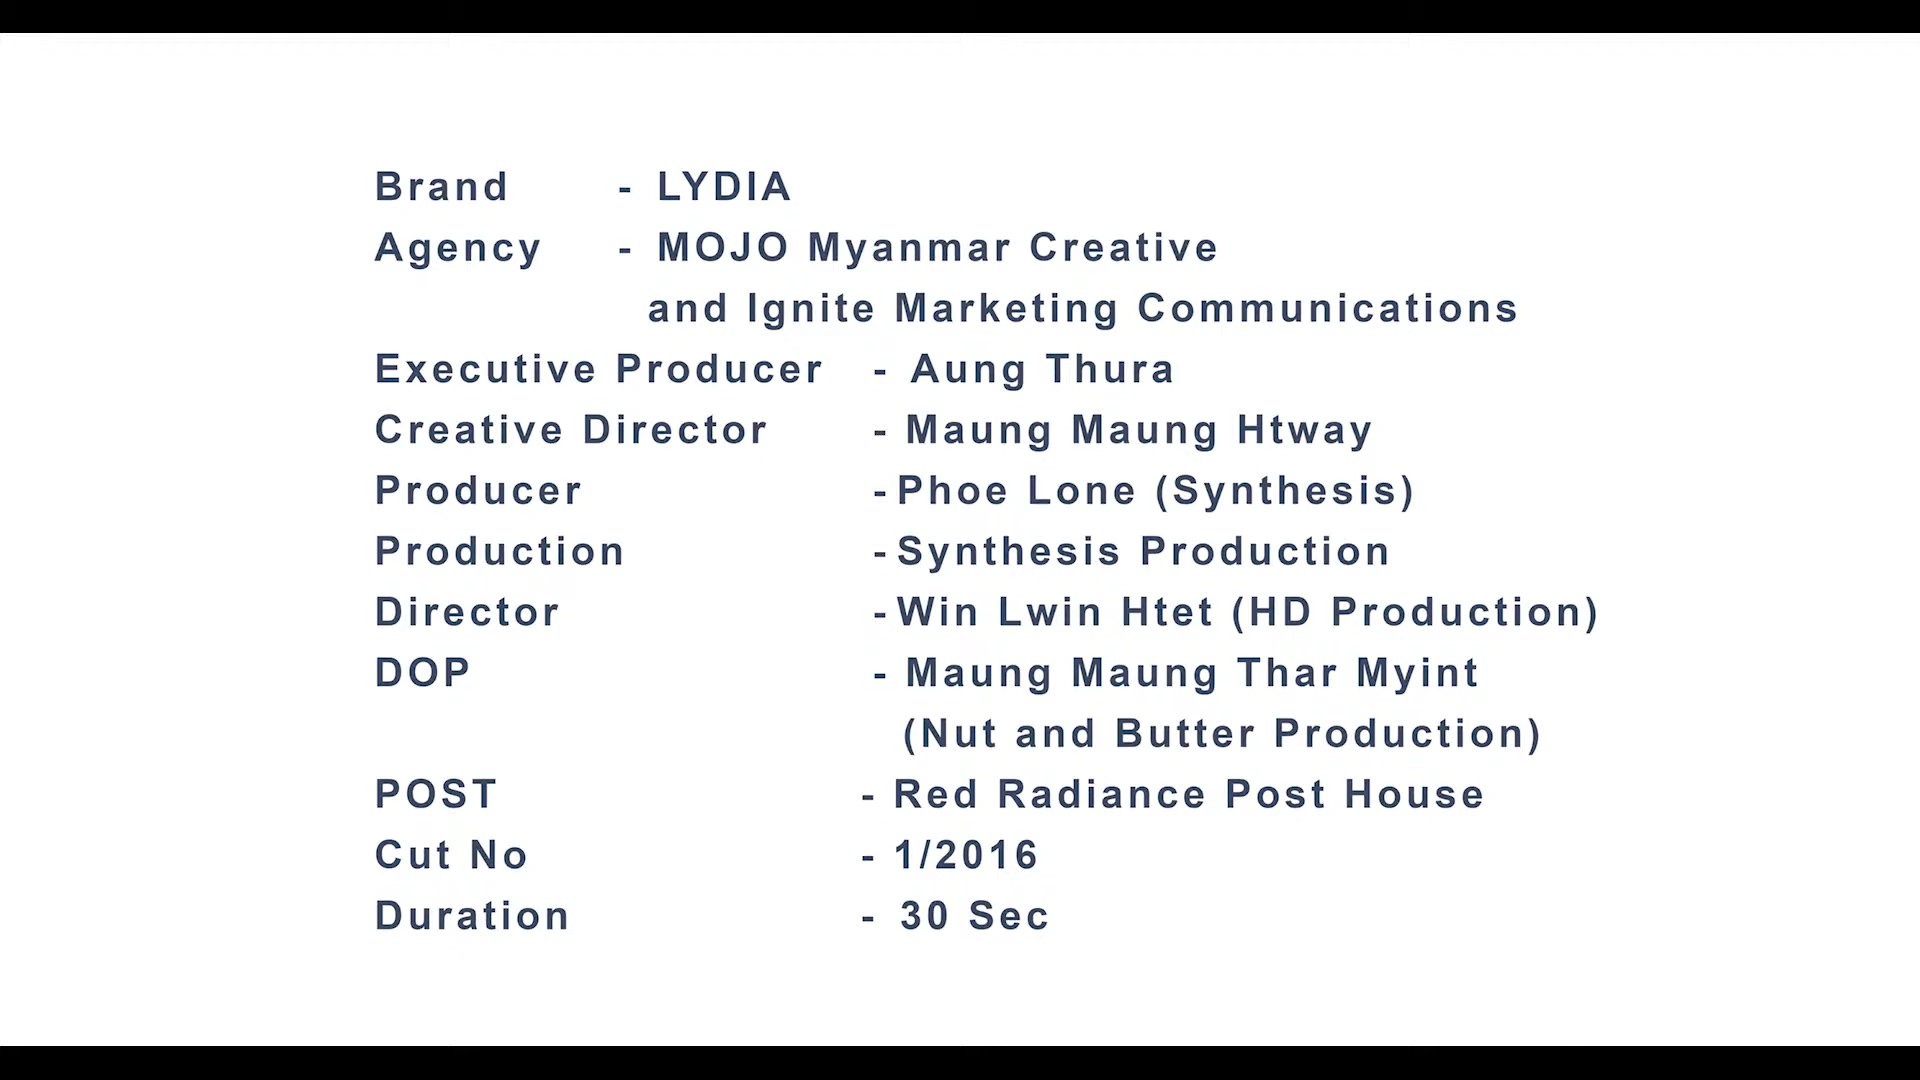 Brand - LYDIA
Agency - MOJO Myanmar Creative
and Ignite Marketing Communications
Executive Producer - Aung Thura
Creative Director - Maung Maung Htway
Producer - Phoe Lone (Synthesis)
Production - Synthesis Production
Director - Win Lwin Htet (HD Production)
DOP - Maung Maung Thar Myint
(Nut and Butter Production)
POST - Red Radiance Post House
Cut No - 1/2016
Duration - 30 Sec